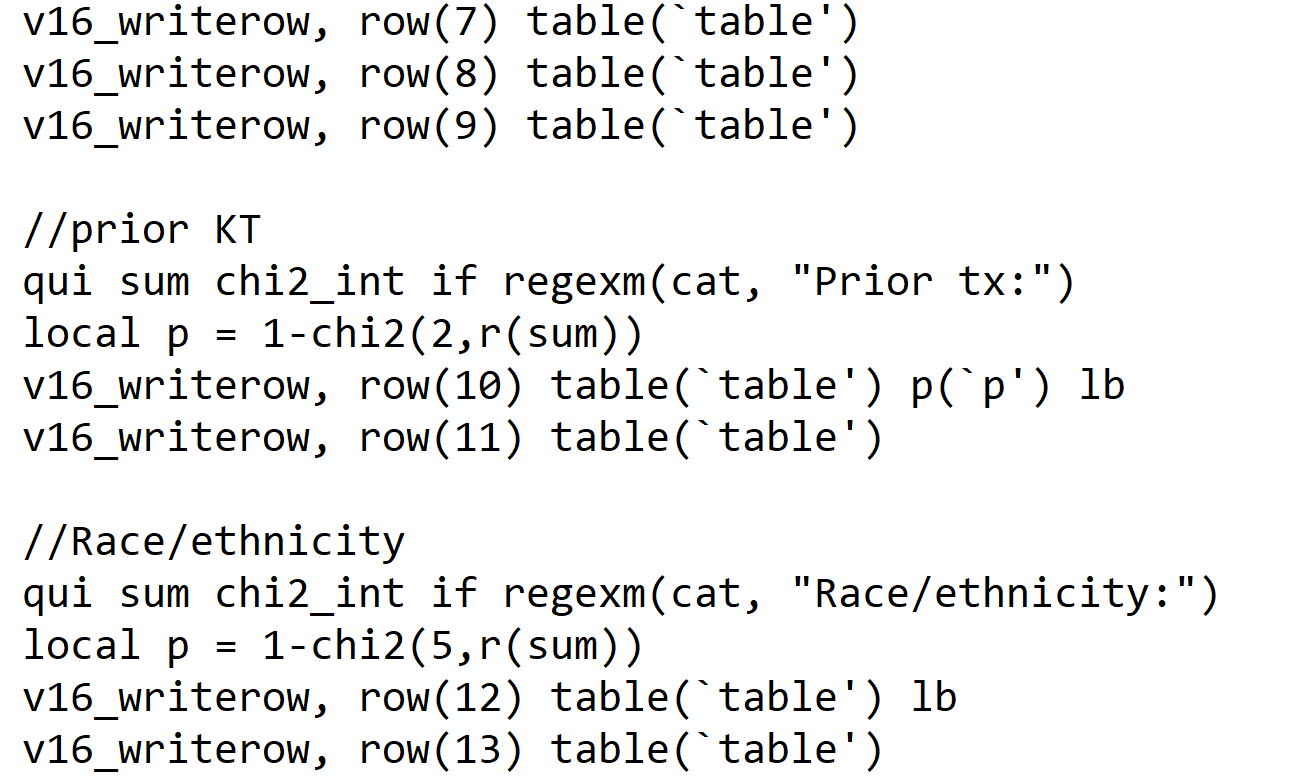 v16_writerow, row(7) table(`table')
v16_writerow, row(8) table(`table')
v16_writerow, row(9) table(`table')
//prior KT
qui sum chi2_int if regexm(cat, "Prior tx:")
local p = 1-chi2(2,r(sum))
v16_writerow, row(10) table(`table') p(`p') lb
v16_writerow, row(11) table(`table')
//Race/ethnicity
qui sum chi2_int if regexm(cat, "Race/ethnicity:")
local p = 1-chi2(5,r(sum))
v16_writerow, row(12) table(`table') lb
v16_writerow, row(13) table(`table')